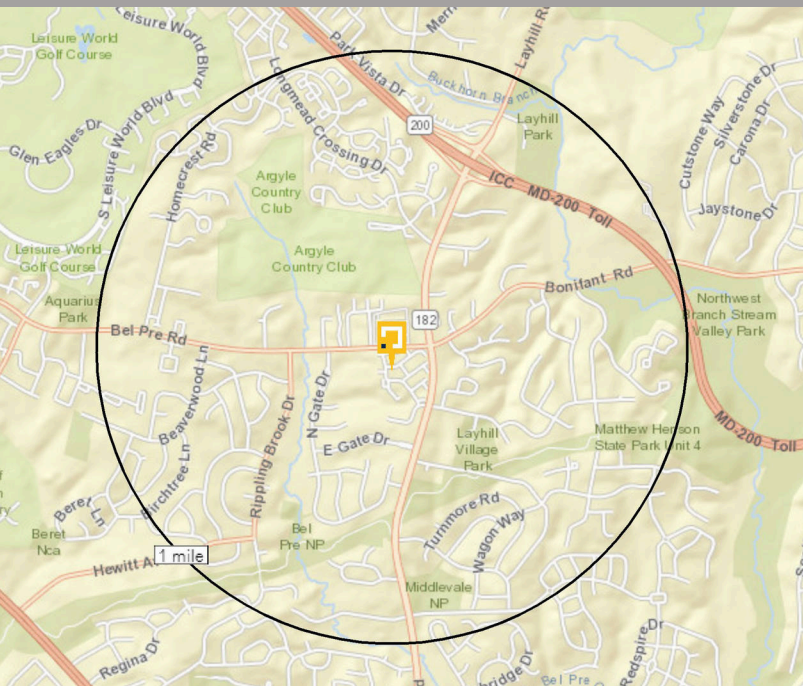 Leisure World Blvd
Merri
Layhill Rd
Leisure World
Golf Course
Park Vista Dr
Buckhorn Branch
Longmead Crossing Dr
200
Layhill
Park
S Leisure World Blvd
Glen Eagles Dr
Homecrest Rd
Cutstone Way
Silverstone Dr
Carona Dr
Argyle
Country
Club
ICC MD-200 Toll
Jaystone Dr
Argyle
Country Club
Leisure World
Golf Course
Bonifant Rd
Aquarius
Park
Northwest
Branch Stream
Valley Park
182
Bel Pre Rd
Beaverwood Ln
N Gate Dr
Rippling Brook Dr
E Gate Dr
Layhill
Village
Park
Matthew Henson
State Park Unit 4
MD-200 Toll
Birchtree Ln
Beret Ln
Turnmore Rd
Wagon Way
Beret
Nca
Bel
Pre NP
Hewitt A
1 mile
Middlevale
NP
Regina Dr
bridge Dr
Redspire Dr
Bel Pre